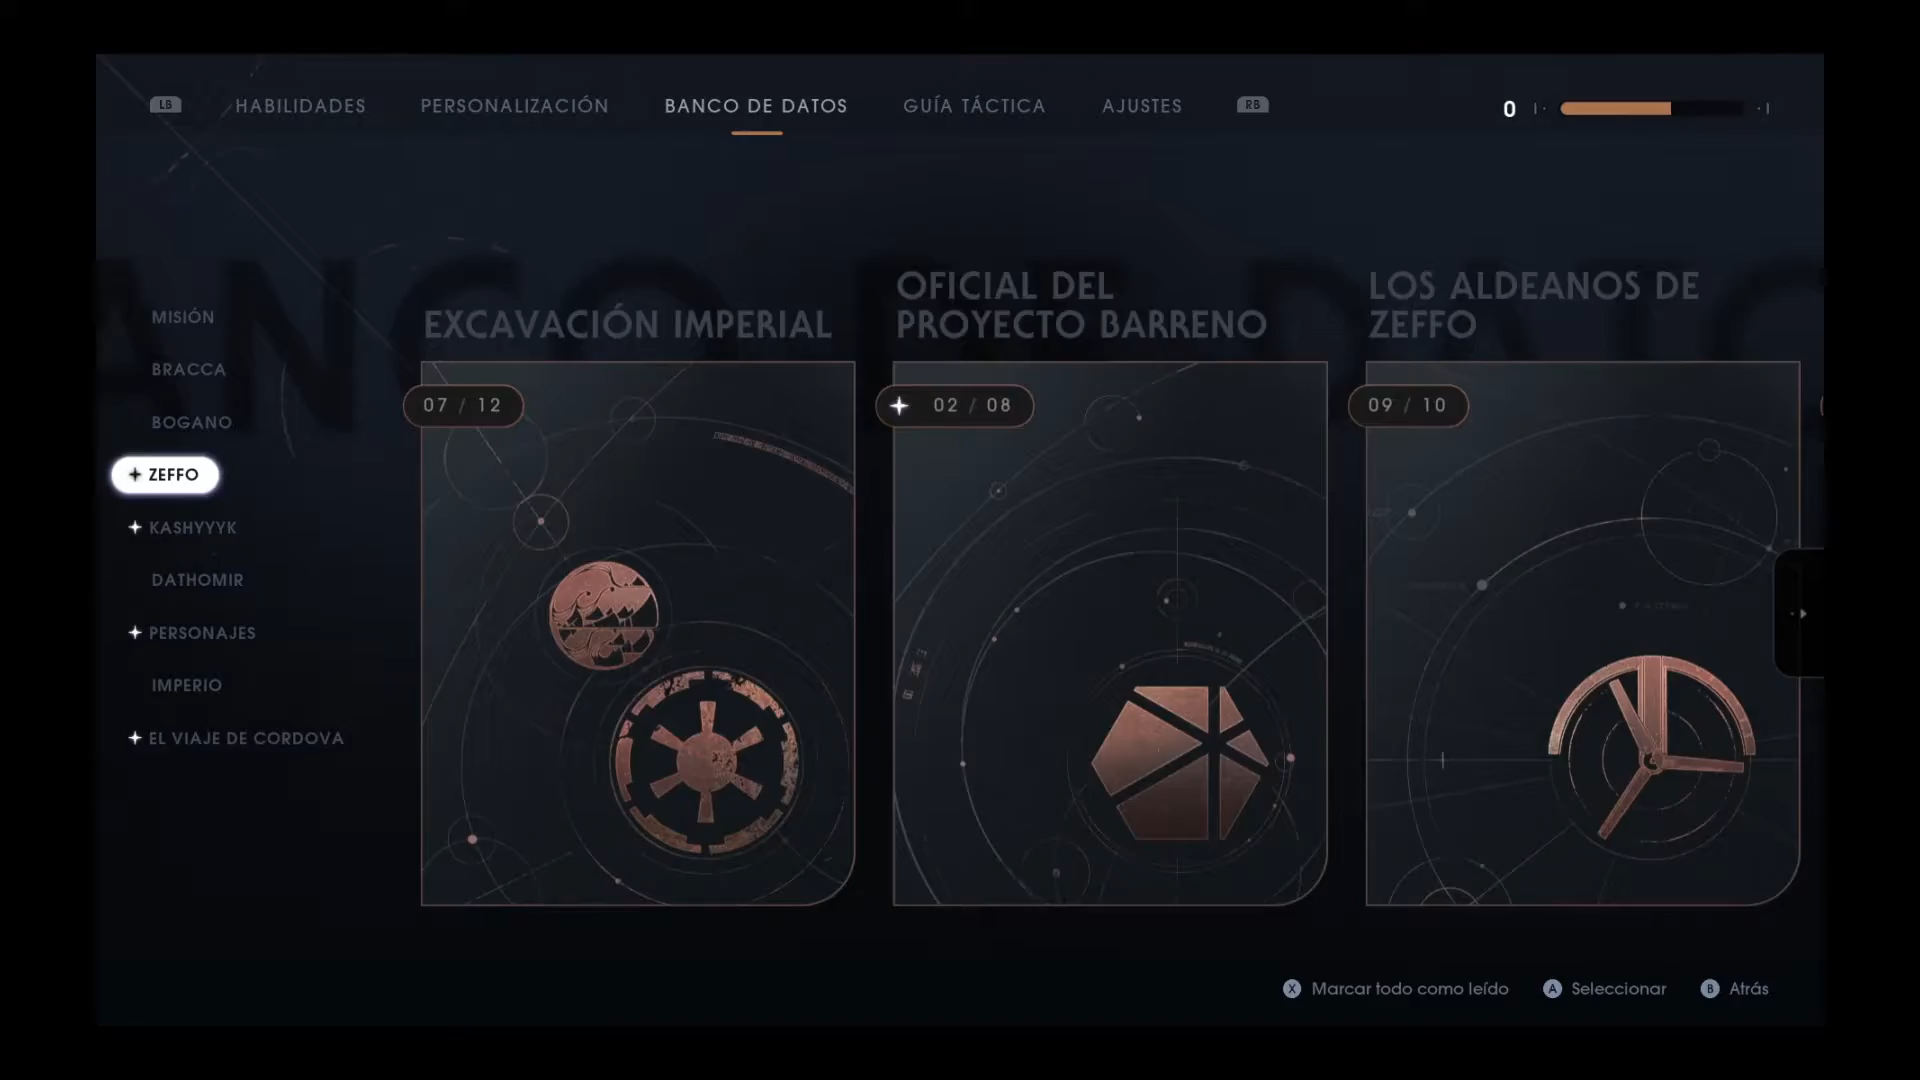 LB HABILIDADES PERSONALIZACIÓN BANCO DE DATOS GUÍA TÁCTICA AJUSTES RB 0
MISIÓN
BRACCA
BOGANO
ZEFFO
KASHYYYK
DATHOMIR
PERSONAJES
IMPERIO
EL VIAJE DE CORDOVA
EXCAVACIÓN IMPERIAL
07 / 12
OFICIAL DEL
PROYECTO BARRENO
02 / 08
LOS ALDEANOS DE
ZEFFO
09 / 10
X Marcar todo como leído A Seleccionar B Atrás